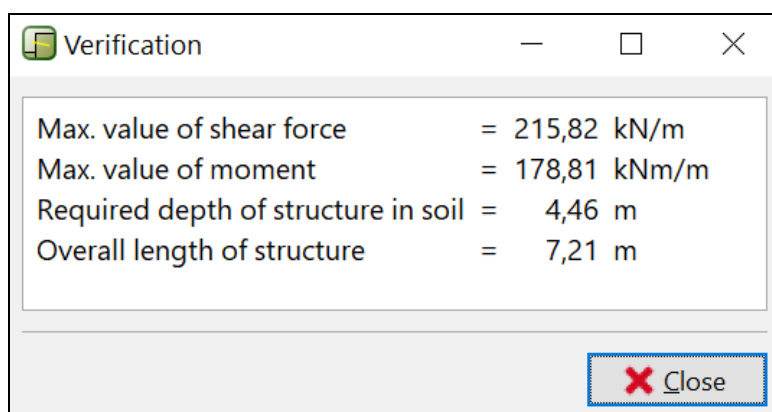 Verification
Max. value of shear force = 215,82 kN/m
Max. value of moment = 178,81 kNm/m
Required depth of structure in soil = 4,46 m
Overall length of structure = 7,21 m
Close